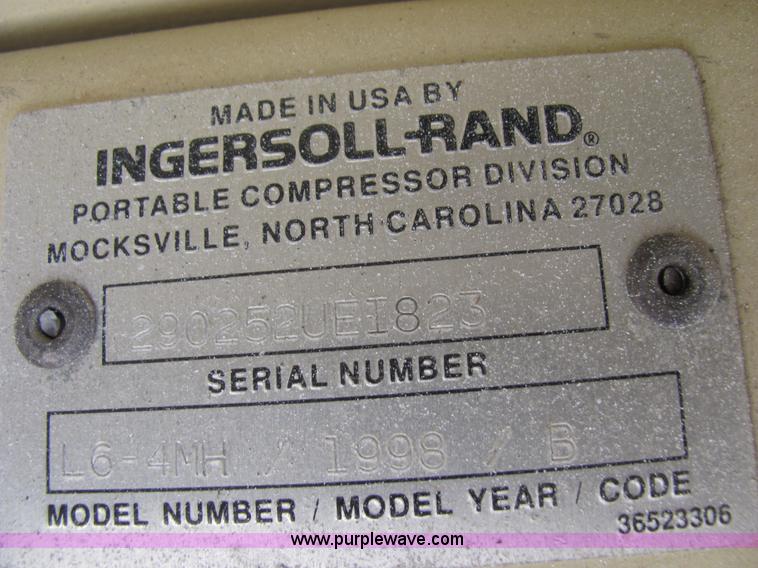 MADE IN USA BY
INGERSOLL-RAND®
PORTABLE COMPRESSOR DIVISION
MOCKSVILLE, NORTH CAROLINA 27028
290252UEI823
SERIAL NUMBER
L6-4MH / 1998 / B
MODEL NUMBER / MODEL YEAR / CODE
36523306
www.purplewave.com